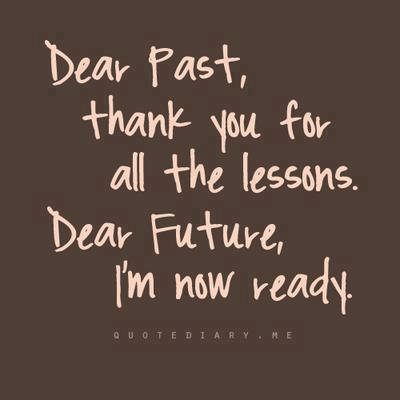 Dear Past,
thank you for
all the lessons.
Dear Future,
I'm now ready.
QUOTEDIARY.ME